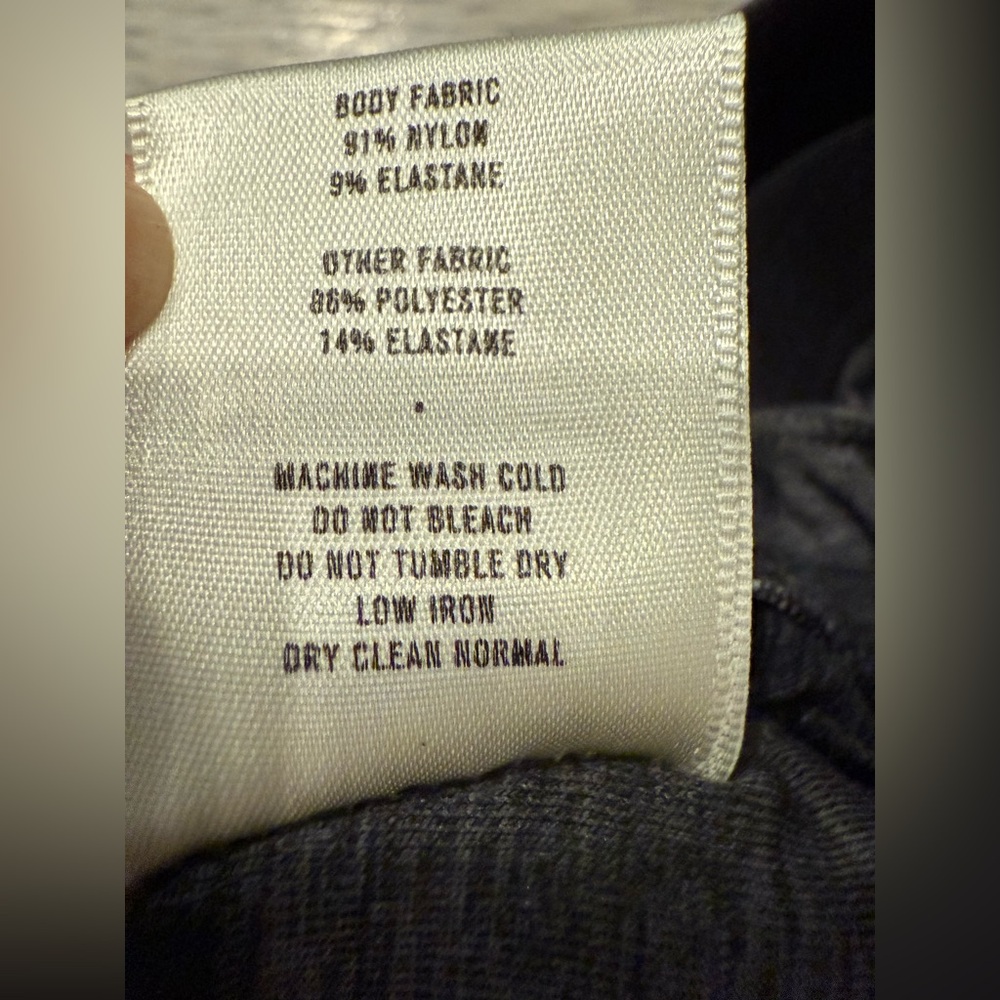 BODY FABRIC
91% NYLON
9% ELASTANE
OTHER FABRIC
86% POLYESTER
14% ELASTANE
MACHINE WASH COLD
DO NOT BLEACH
DO NOT TUMBLE DRY
LOW IRON
DRY CLEAN NORMAL